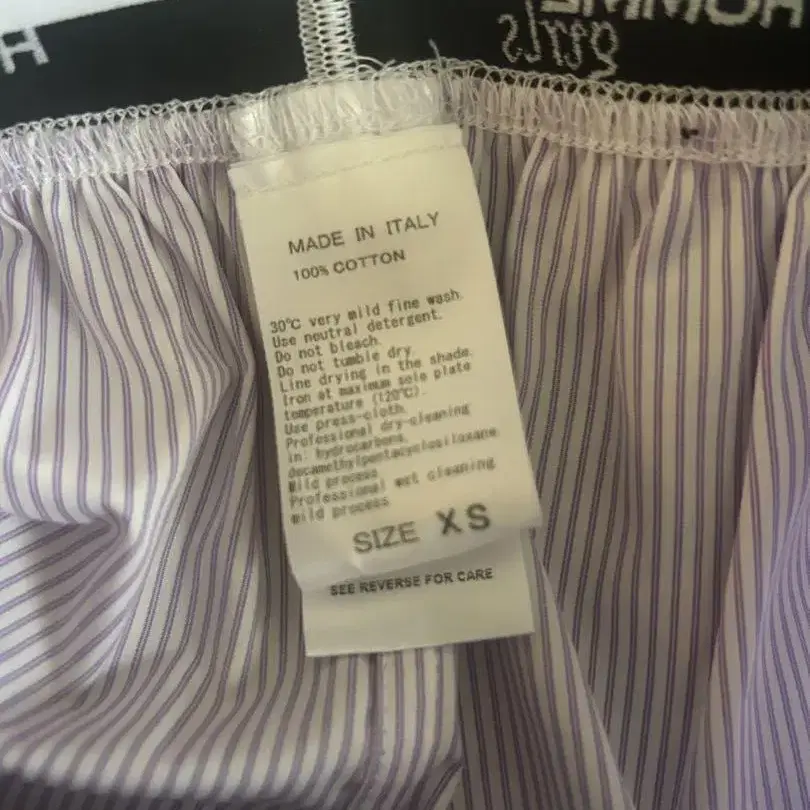 H
HOMME
girls
MADE IN ITALY
100% COTTON
30°C very mild fine wash.
Use neutral detergent.
Do not bleach.
Do not tumble dry.
Line drying in the shade.
Iron at maximum sole plate
temperature (120°C).
Use press-cloth.
Professional dry-cleaning
in: hydrocarbons,
decamethylpentacyclosiloxane
Mild process
Professional wet cleaning
mild process
SIZE XS
SEE REVERSE FOR CARE